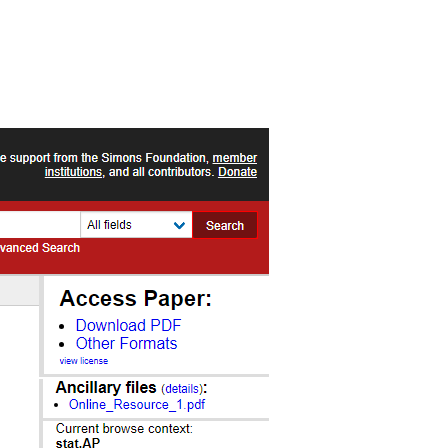 e support from the Simons Foundation, member
institutions, and all contributors. Donate
All fields
Search
vanced Search
Access Paper:
Download PDF
Other Formats
view license
Ancillary files (details):
Online_Resource_1.pdf
Current browse context:
stat.AP